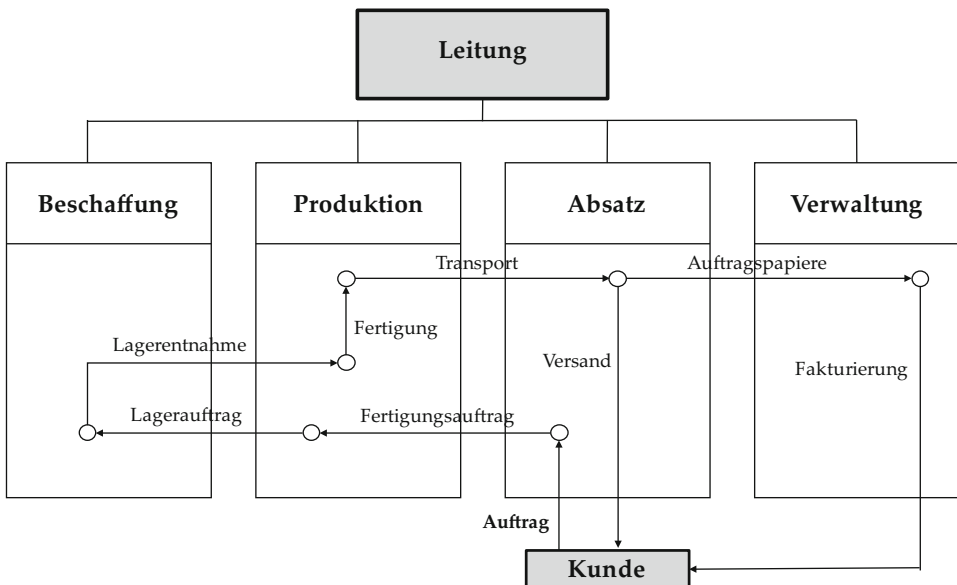 Leitung
Beschaffung
Produktion
Absatz
Verwaltung
Transport
Auftragspapiere
Fertigung
Lagerentnahme
Versand
Fakturierung
Lagerauftrag
Fertigungsauftrag
Auftrag
Kunde